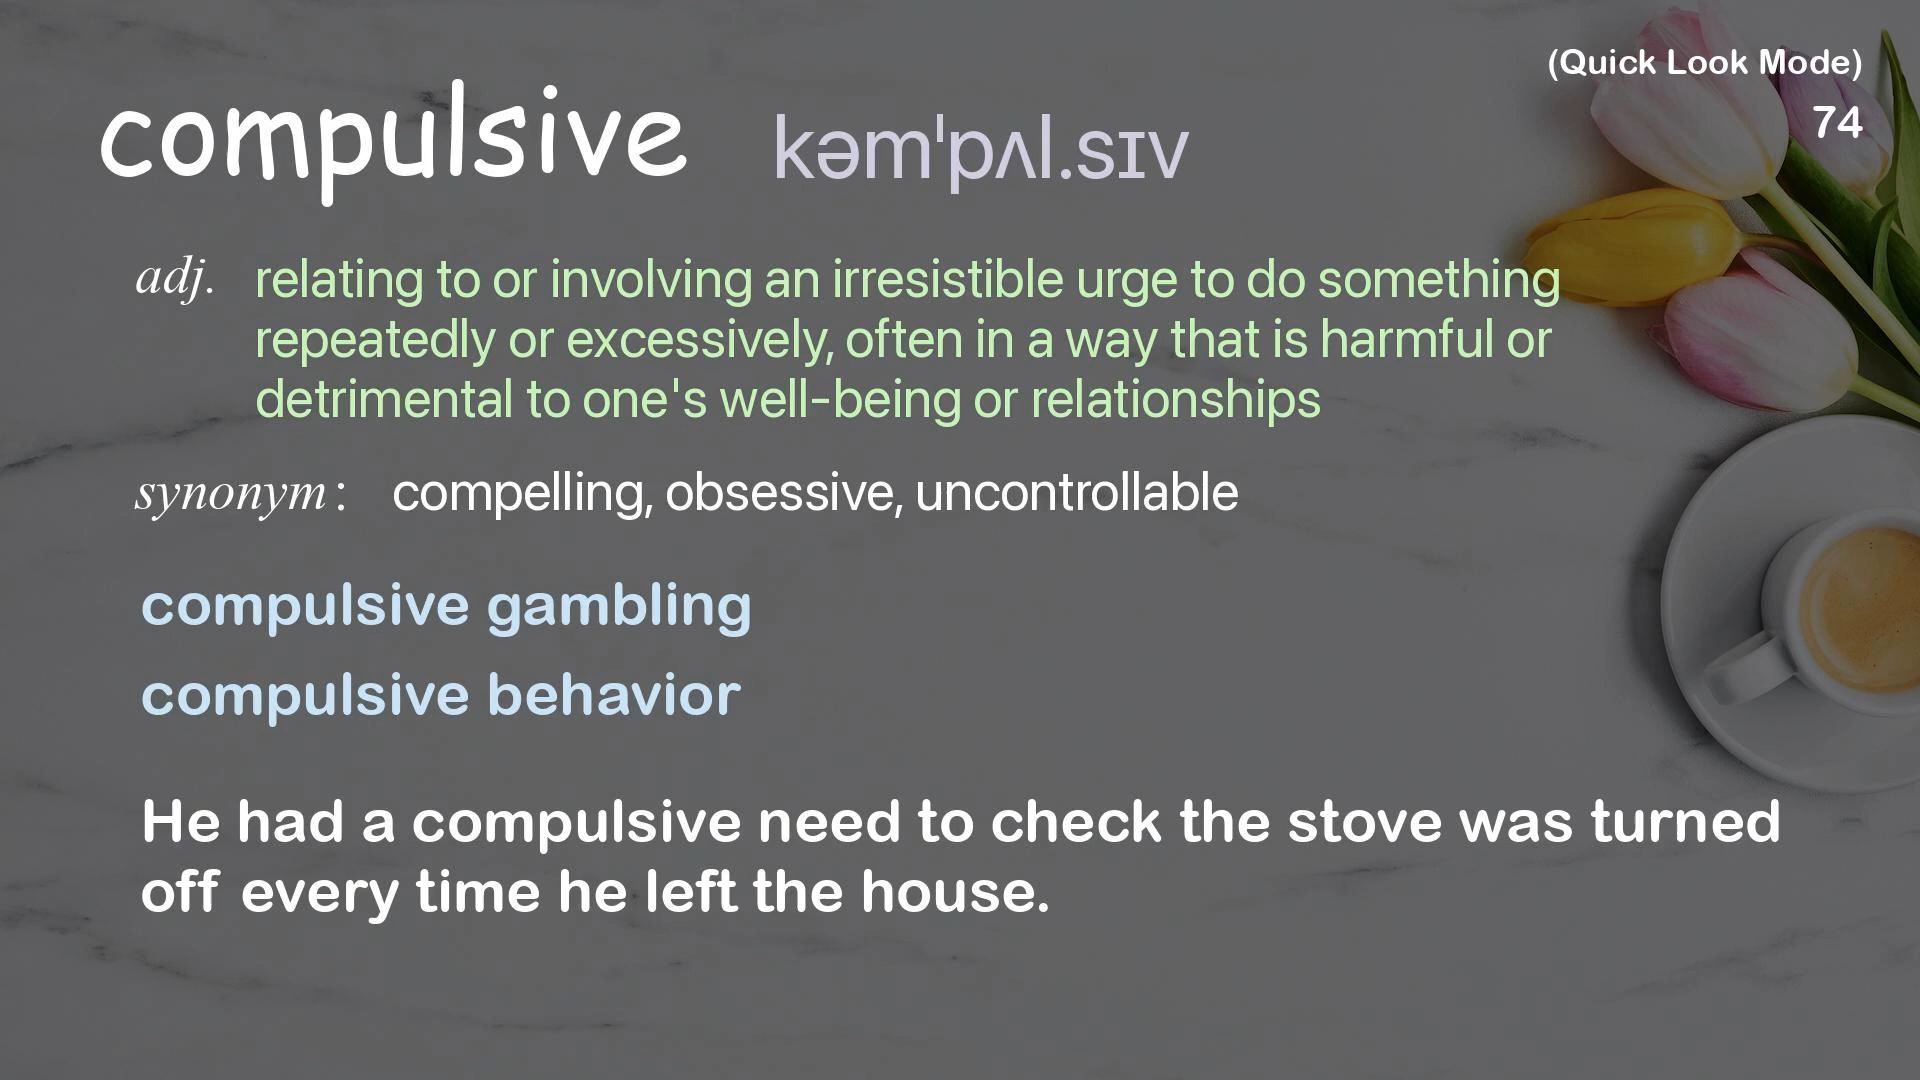 (Quick Look Mode)
74
compulsive kəmˈpʌl.sɪv
adj. relating to or involving an irresistible urge to do something
repeatedly or excessively, often in a way that is harmful or
detrimental to one's well-being or relationships
synonym: compelling, obsessive, uncontrollable
compulsive gambling
compulsive behavior
He had a compulsive need to check the stove was turned
off every time he left the house.